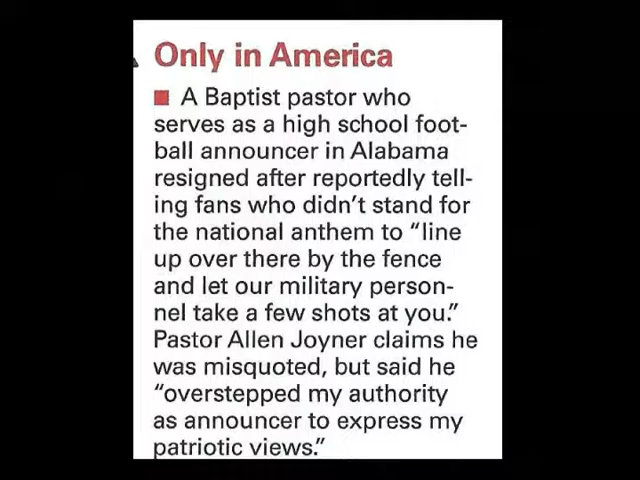 Only in America
■ A Baptist pastor who
serves as a high school foot-
ball announcer in Alabama
resigned after reportedly tell-
ing fans who didn't stand for
the national anthem to “line
up over there by the fence
and let our military person-
nel take a few shots at you.”
Pastor Allen Joyner claims he
was misquoted, but said he
“overstepped my authority
as announcer to express my
patriotic views.”